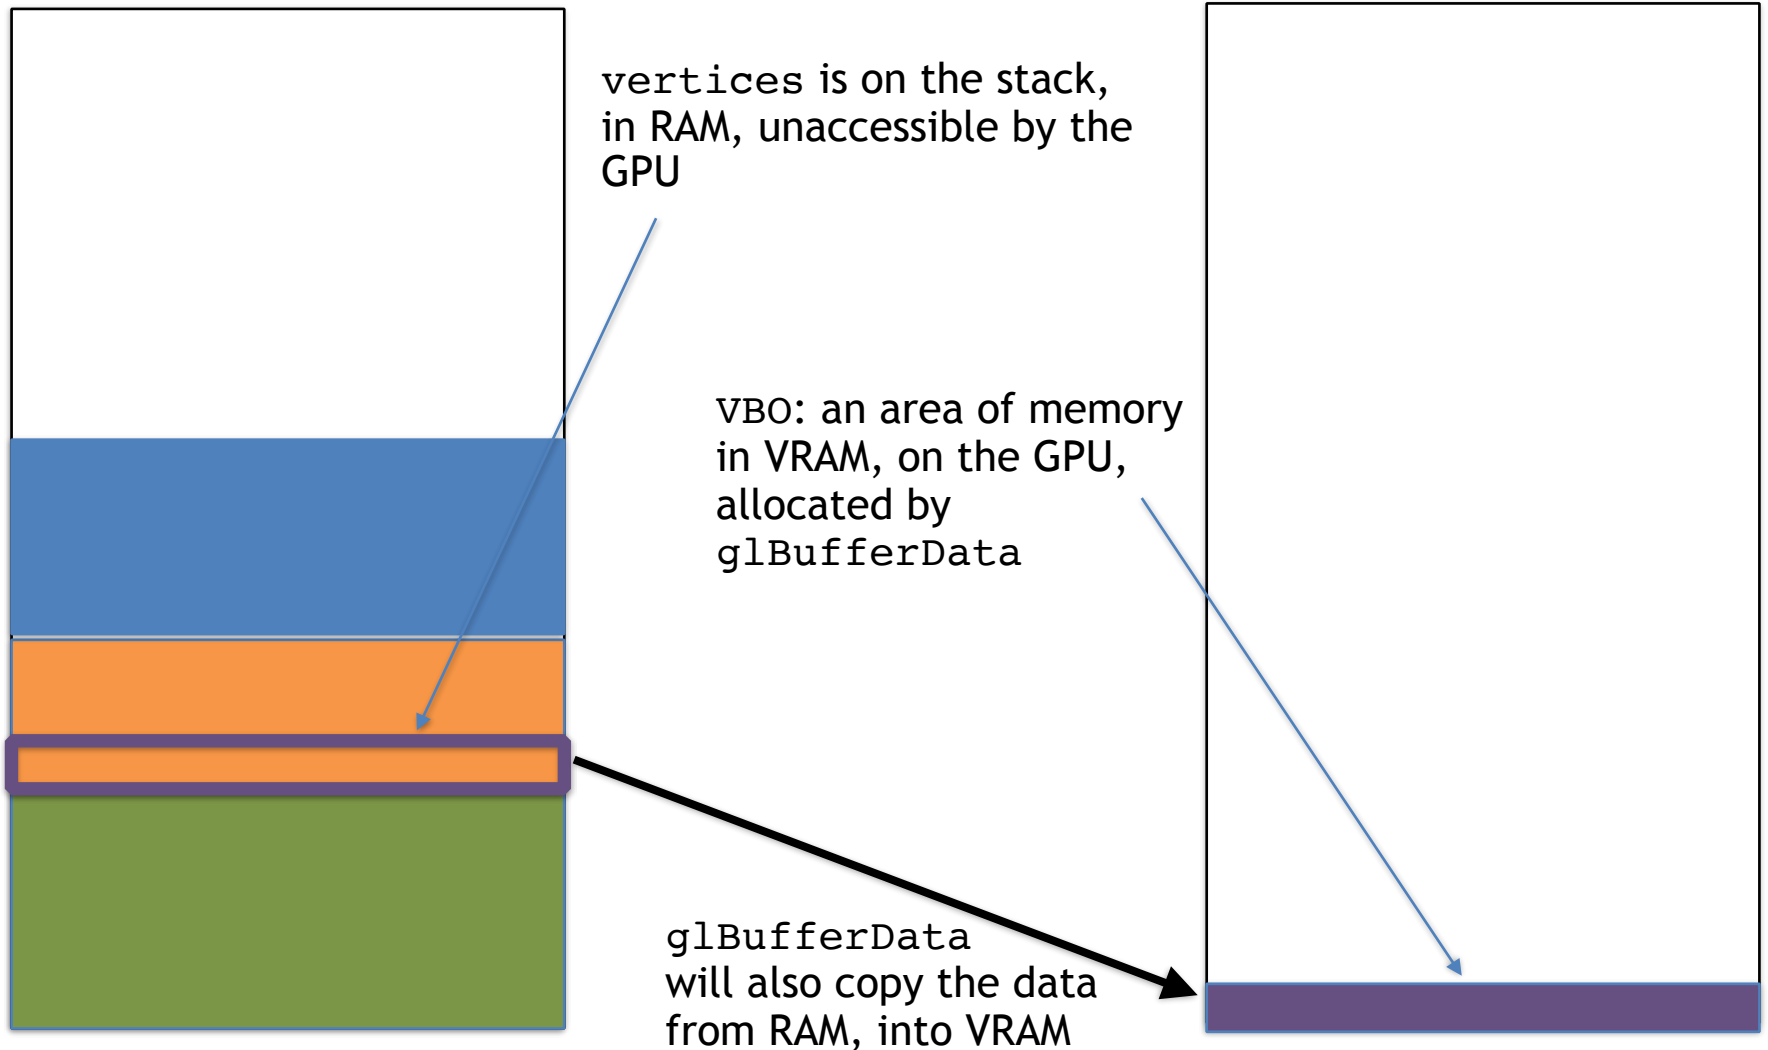 vertices is on the stack,
in RAM, unaccessible by the
GPU
VBO: an area of memory
in VRAM, on the GPU,
allocated by
glBufferData
glBufferData
will also copy the data
from RAM, into VRAM